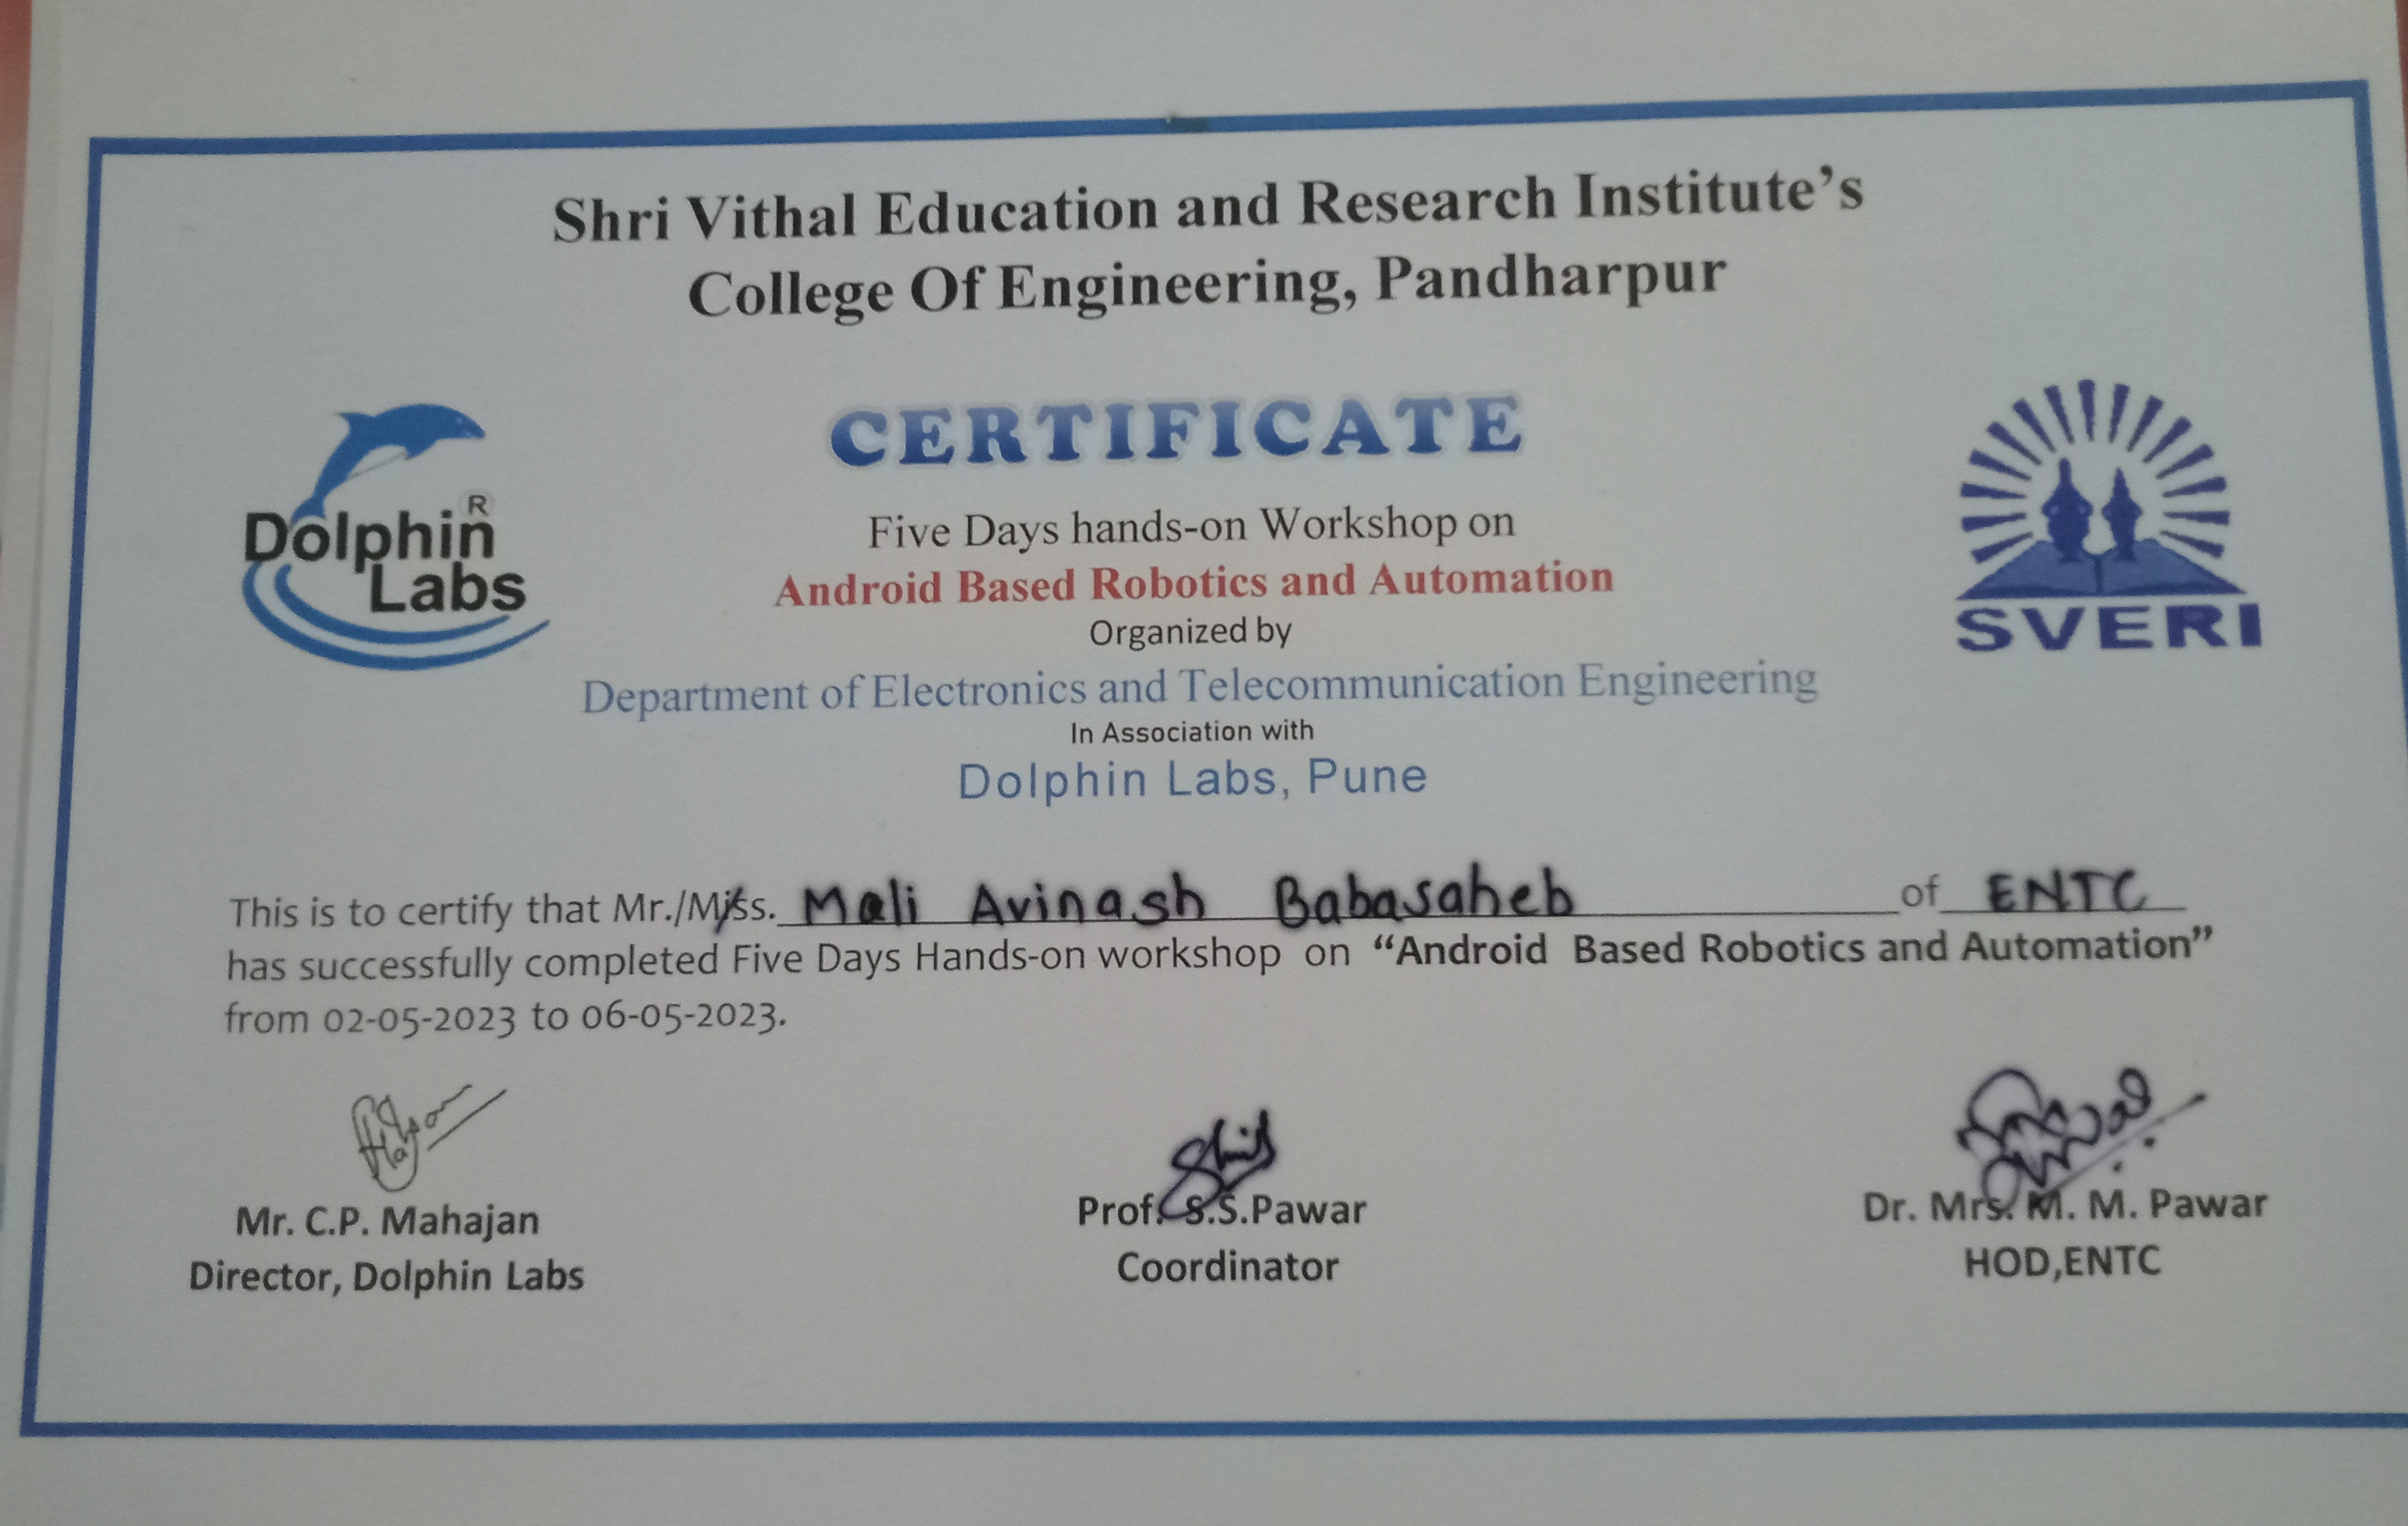 Shri Vithal Education and Research Institute’s
College Of Engineering, Pandharpur
CERTIFICATE
Dolphin R
Labs
SVERI
Five Days hands-on Workshop on
Android Based Robotics and Automation
Organized by
Department of Electronics and Telecommunication Engineering
In Association with
Dolphin Labs, Pune
This is to certify that Mr./Miss. Mali Avinash Babasaheb of ENTC
has successfully completed Five Days Hands-on workshop on “Android Based Robotics and Automation”
from 02-05-2023 to 06-05-2023.
Mr. C.P. Mahajan
Director, Dolphin Labs
Prof. S.S.Pawar
Coordinator
Dr. Mrs. M. M. Pawar
HOD,ENTC